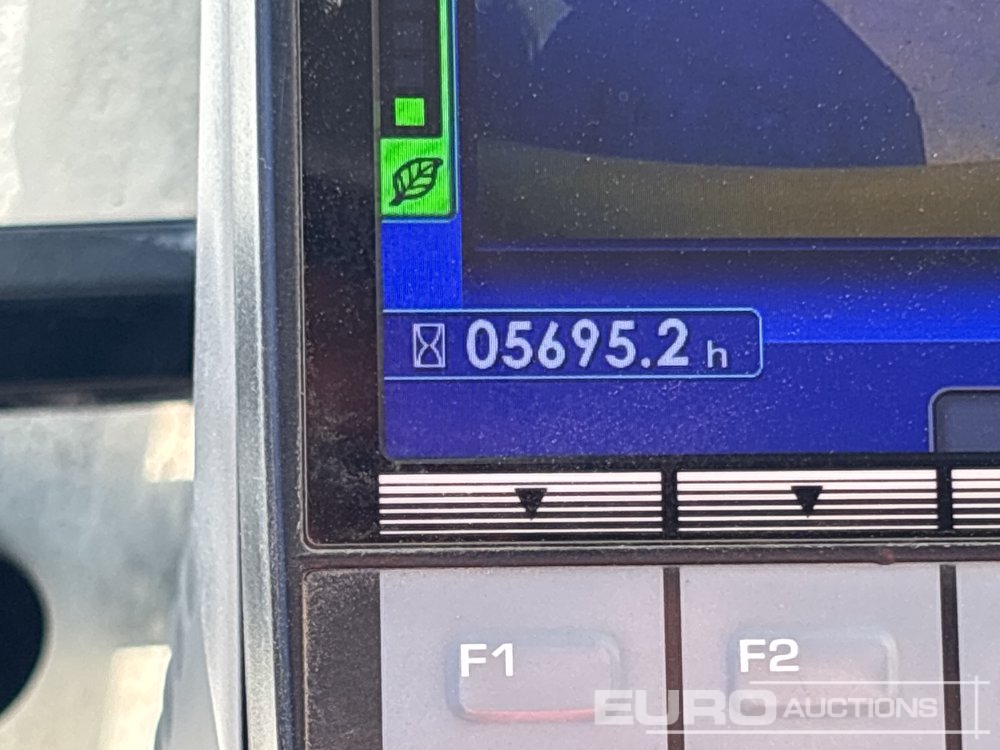 05695.2 h
F1 F2
EURO AUCTIONS